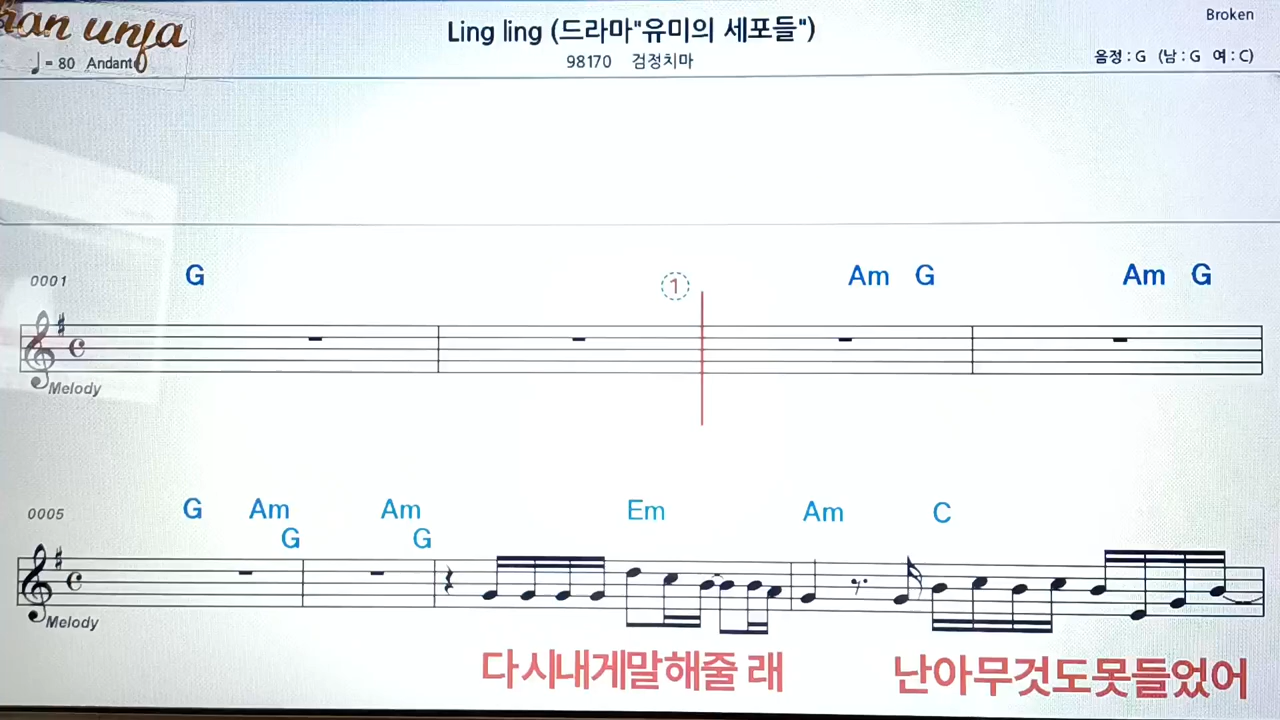 Broken
Ling ling (드라마"유미의 세포들")
♩= 80 Andante
98170 검정치마
음정 : G (남 : G 여 : C)
0001 G ① Am G Am G
Melody
0005 G Am Am Em Am C
G G
Melody
다시내게말해줄 래 난아무것도못들었어